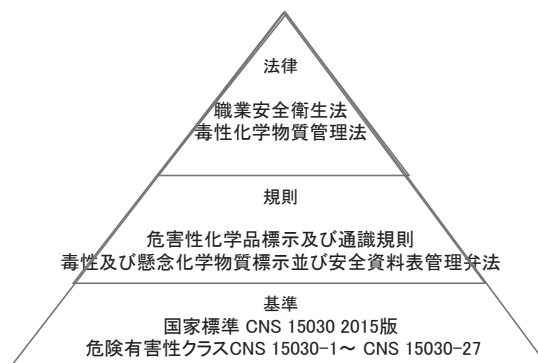 法律
職業安全衛生法
毒性化学物質管理法
規則
危害性化学品標示及び通識規則
毒性及び懸念化学物質標示並び安全資料表管理弁法
基準
国家標準 CNS 15030 2015版
危険有害性クラスCNS 15030-1～ CNS 15030-27